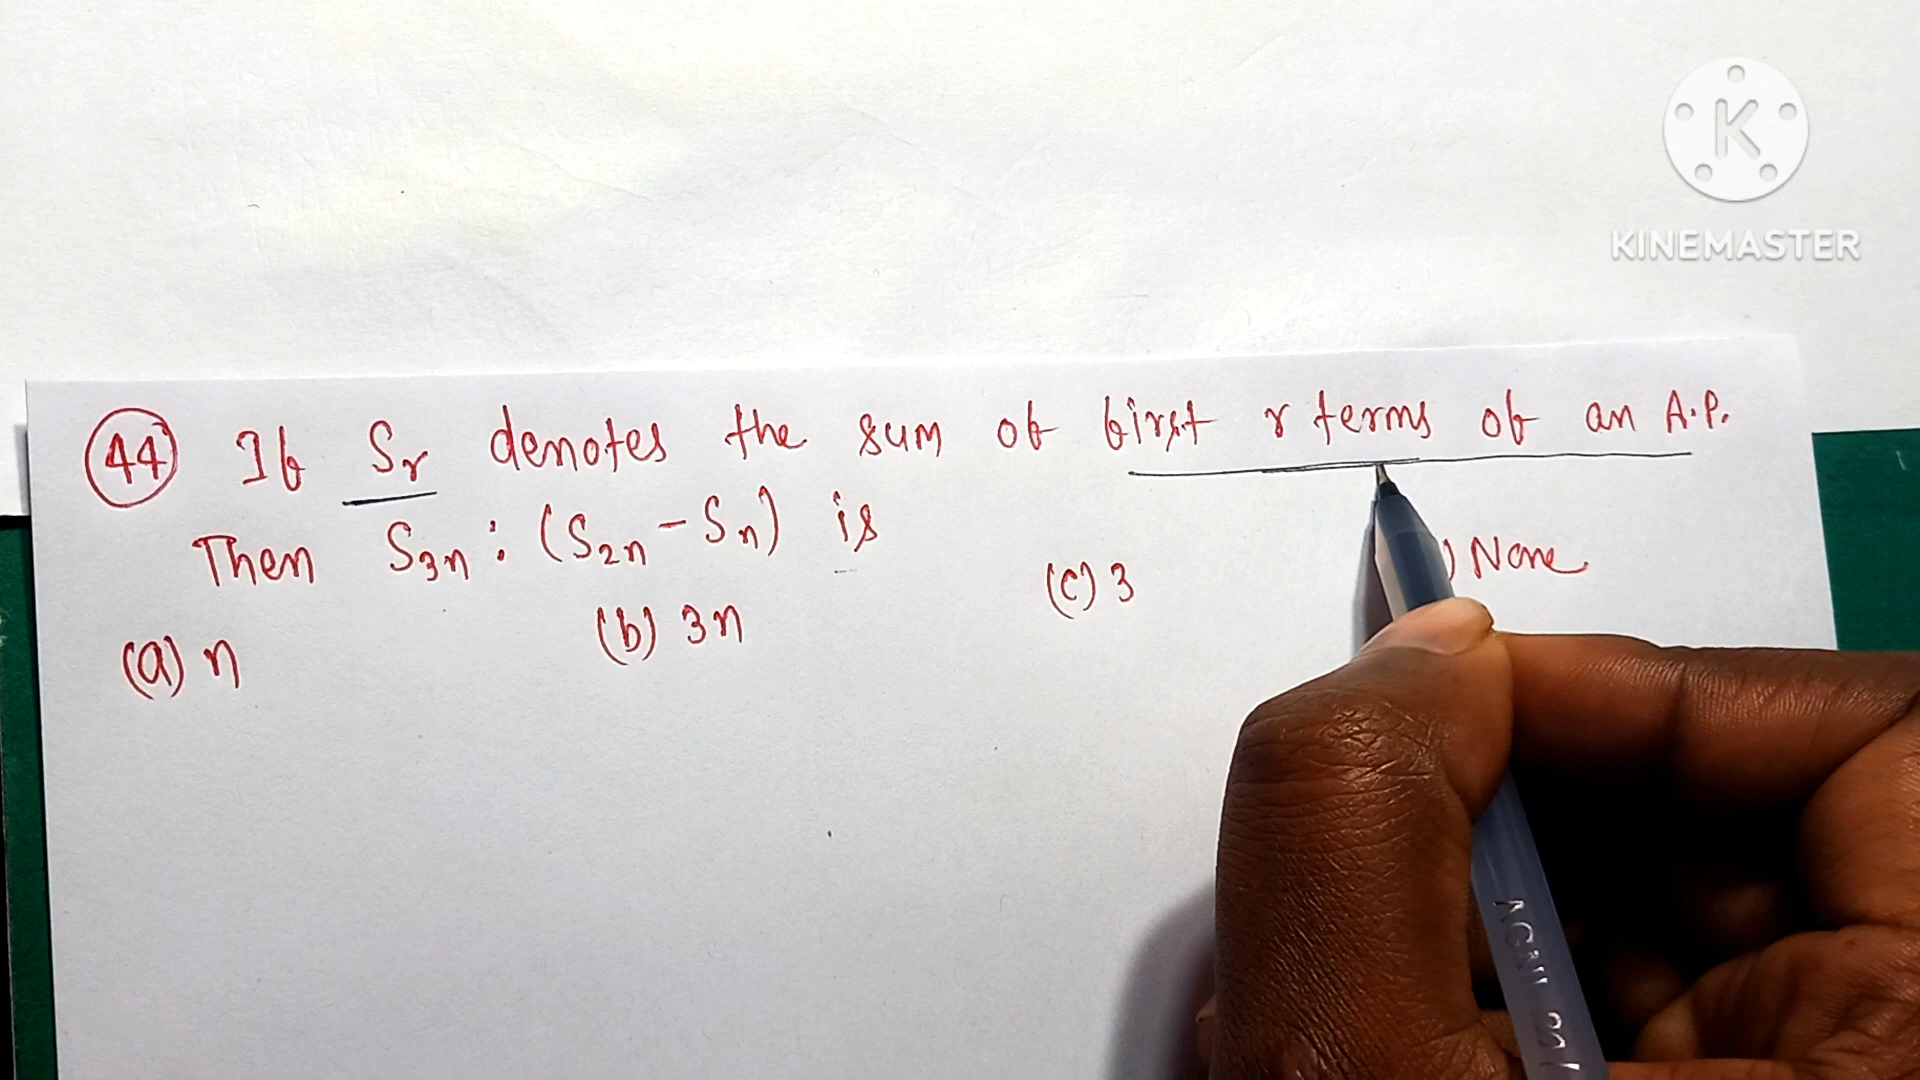 K
KINEMASTER
44 If Sr denotes the sum of first r terms of an A.P.
Then S3n : (S2n - Sn) is
(a) n (b) 3n (c) 3 ) None
AGNI